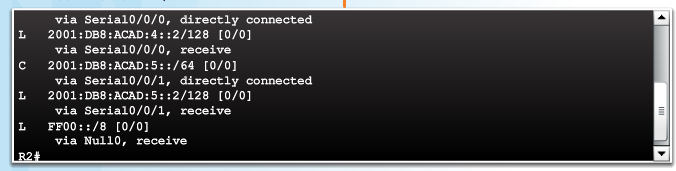 via Serial0/0/0, directly connected
L 2001:DB8:ACAD:4::2/128 [0/0]
via Serial0/0/0, receive
C 2001:DB8:ACAD:5::/64 [0/0]
via Serial0/0/1, directly connected
L 2001:DB8:ACAD:5::2/128 [0/0]
via Serial0/0/1, receive
L FF00::/8 [0/0]
via Null0, receive
R2#